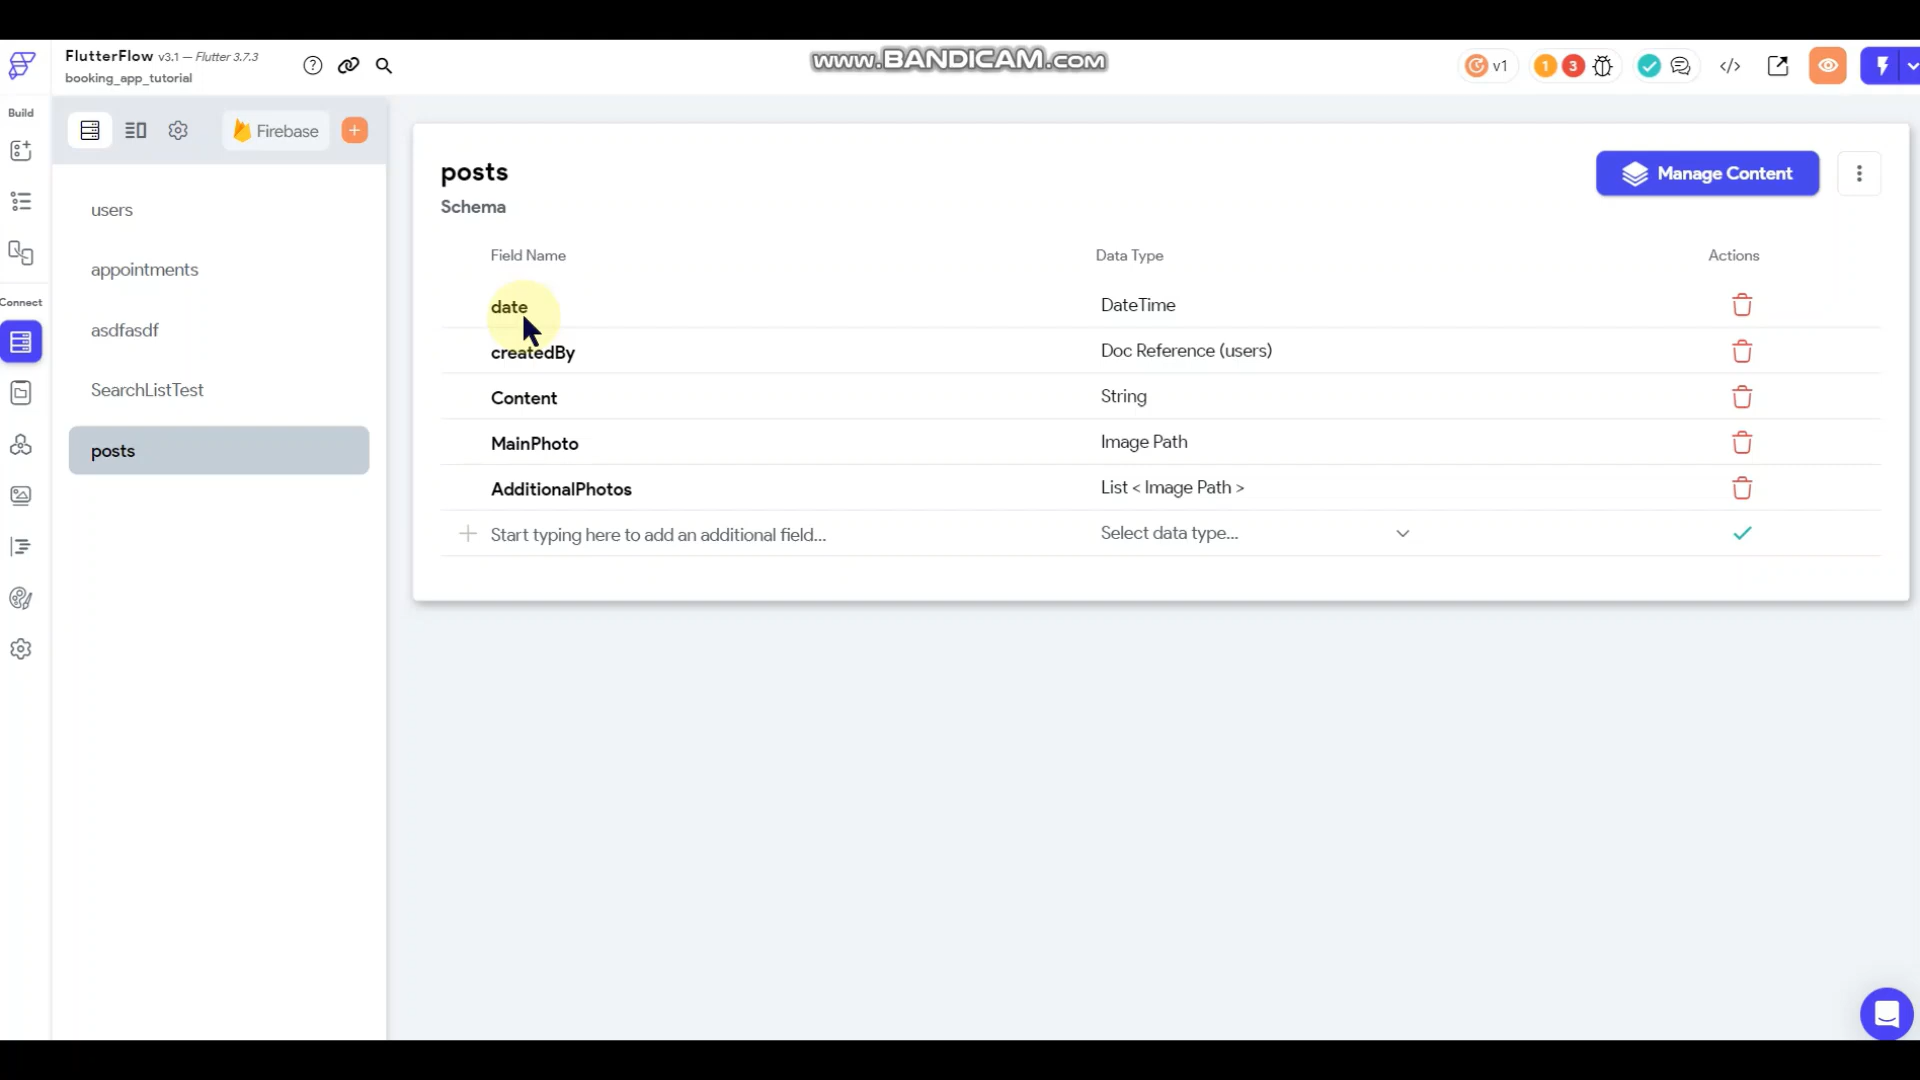 FlutterFlow v3.1 — Flutter 3.7.3
booking_app_tutorial
www.BANDICAM.com
v1
1
3
Build
Connect
Firebase
users
appointments
asdfasdf
SearchListTest
posts
posts
Schema
Manage Content
Field Name Data Type Actions
date DateTime
createdBy Doc Reference (users)
Content String
MainPhoto Image Path
AdditionalPhotos List < Image Path >
Start typing here to add an additional field... Select data type...